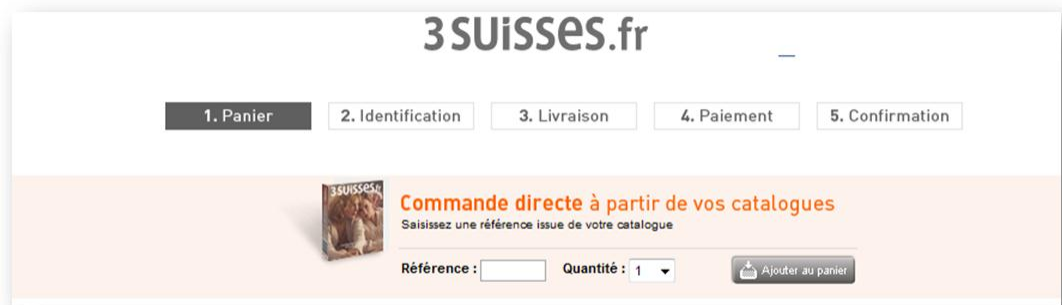 3SUISSES.fr
1. Panier 2. Identification 3. Livraison 4. Paiement 5. Confirmation
3SUISSES.fr
Commande directe à partir de vos catalogues
Saisissez une référence issue de votre catalogue
Référence : Quantité : 1 Ajouter au panier